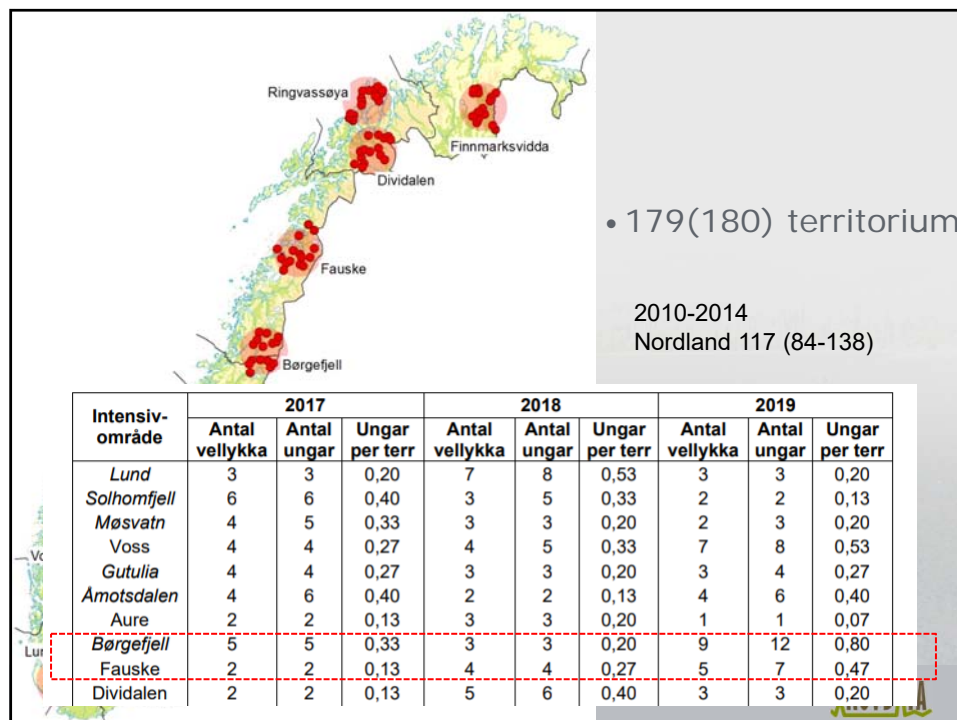 Ringvassøya
Finnmarksvidda
Dividalen
Fauske
Børgefjell
• 179(180) territorium
2010-2014
Nordland 117 (84-138)
Intensiv-område 2017 2018 2019
Antal vellykka Antal ungar Ungar per terr Antal vellykka Antal ungar Ungar per terr Antal vellykka Antal ungar Ungar per terr
Lund 3 3 0,20 7 8 0,53 3 3 0,20
Solhomfjell 6 6 0,40 3 5 0,33 2 2 0,13
Møsvatn 4 5 0,33 3 3 0,20 2 3 0,20
Voss 4 4 0,27 4 5 0,33 7 8 0,53
Gutulia 4 4 0,27 3 3 0,20 3 4 0,27
Åmotsdalen 4 6 0,40 2 2 0,13 4 6 0,40
Aure 2 2 0,13 3 3 0,20 1 1 0,07
Børgefjell 5 5 0,33 3 3 0,20 9 12 0,80
Fauske 2 2 0,13 4 4 0,27 5 7 0,47
Dividalen 2 2 0,13 5 6 0,40 3 3 0,20